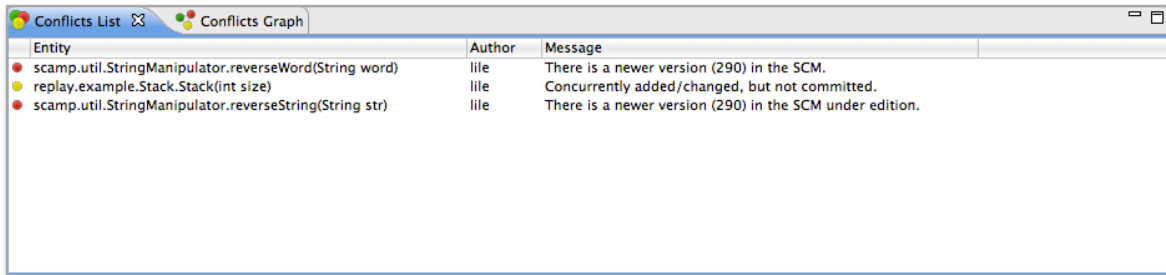 Conflicts List Conflicts Graph
Entity Author Message
scamp.util.StringManipulator.reverseWord(String word) lile There is a newer version (290) in the SCM.
replay.example.Stack.Stack(int size) lile Concurrently added/changed, but not committed.
scamp.util.StringManipulator.reverseString(String str) lile There is a newer version (290) in the SCM under edition.